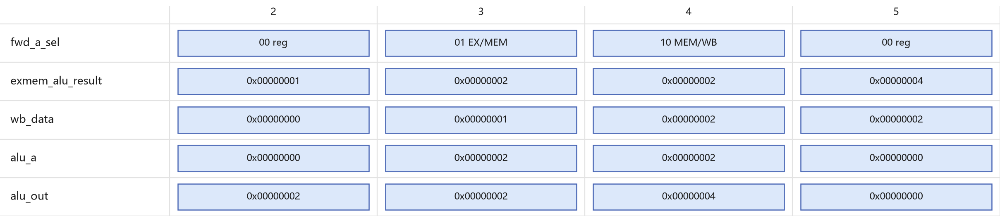 2 3 4 5
fwd_a_sel 00 reg 01 EX/MEM 10 MEM/WB 00 reg
exmem_alu_result 0x00000001 0x00000002 0x00000002 0x00000004
wb_data 0x00000000 0x00000001 0x00000002 0x00000002
alu_a 0x00000000 0x00000002 0x00000002 0x00000000
alu_out 0x00000002 0x00000002 0x00000004 0x00000000